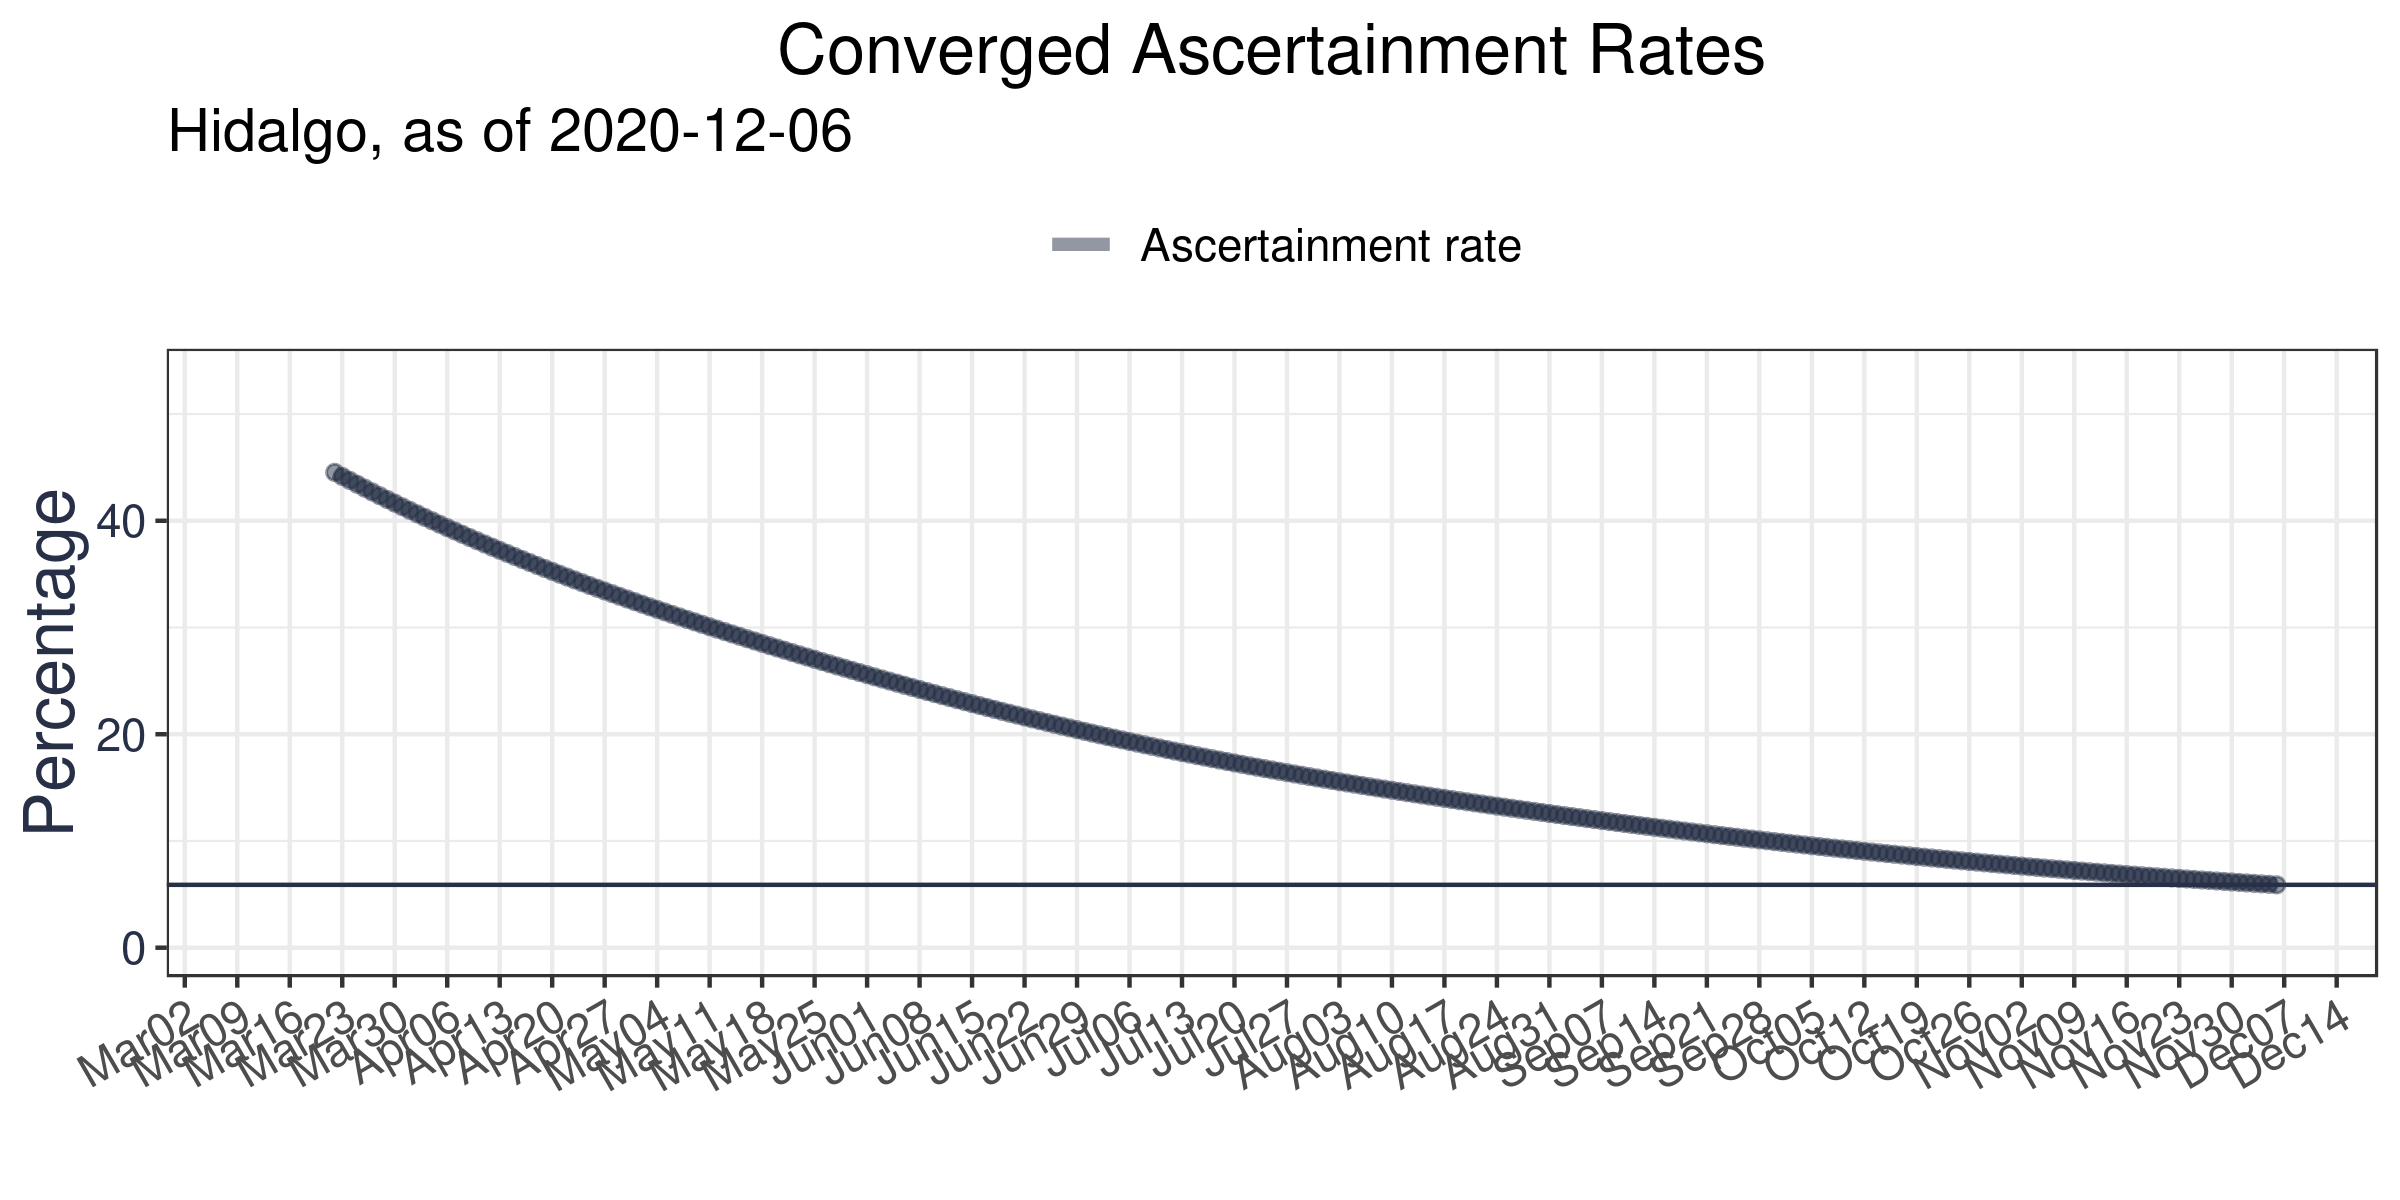 Converged Ascertainment Rates
Hidalgo, as of 2020-12-06
Ascertainment rate
Percentage
40
20
0
Mar02 Mar09 Mar16 Mar23 Mar30 Apr06 Apr13 Apr20 Apr27 May04 May11 May18 May25 Jun01 Jun08 Jun15 Jun22 Jun29 Jul06 Jul13 Jul20 Jul27 Aug03 Aug10 Aug17 Aug24 Aug31 Sep07 Sep14 Sep21 Sep28 Oct05 Oct12 Oct19 Oct26 Nov02 Nov09 Nov16 Nov23 Nov30 Dec07 Dec14